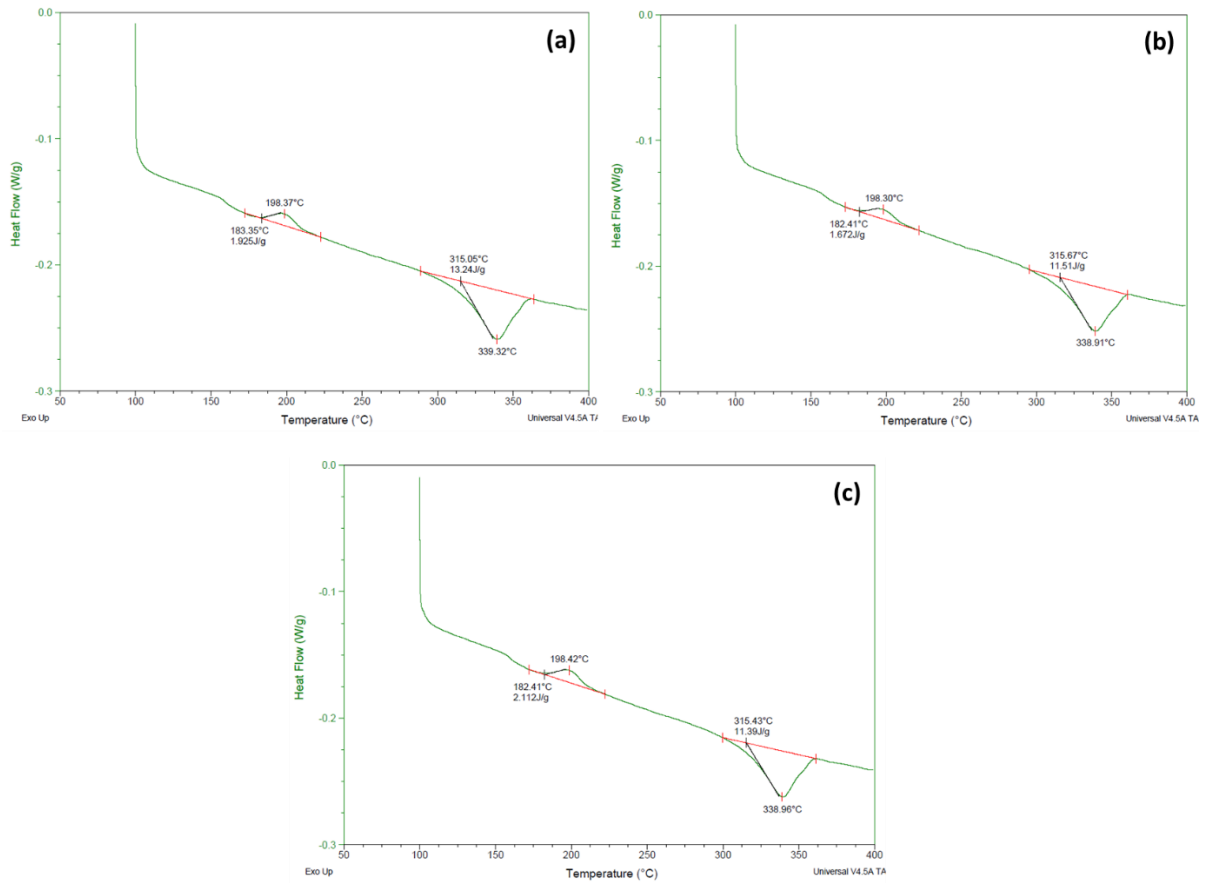 (a)
0.0
-0.1
-0.2
-0.3
Heat Flow (W/g)
198.37°C
183.35°C
1.925J/g
315.05°C
13.24J/g
339.32°C
50 100 150 200 250 300 350 400
Exo Up
Temperature (°C)
Universal V4.5A TA
(b)
0.0
-0.1
-0.2
-0.3
Heat Flow (W/g)
198.30°C
182.41°C
1.672J/g
315.67°C
11.51J/g
338.91°C
50 100 150 200 250 300 350 400
Exo Up
Temperature (°C)
Universal V4.5A TA
(c)
0.0
-0.1
-0.2
-0.3
Heat Flow (W/g)
198.42°C
182.41°C
2.112J/g
315.43°C
11.39J/g
338.96°C
50 100 150 200 250 300 350 400
Exo Up
Temperature (°C)
Universal V4.5A TA